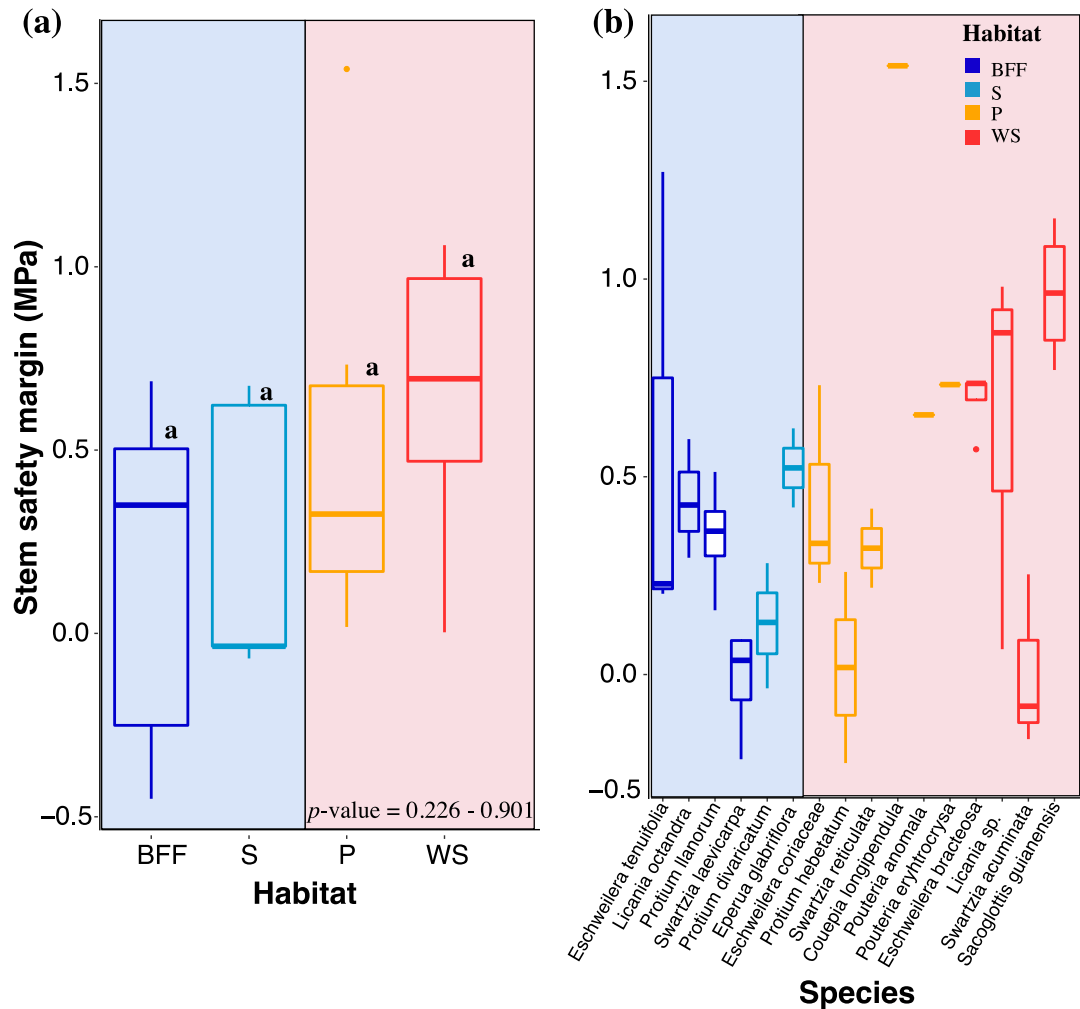 (a)
Stem safety margin (MPa)
1.5
1.0
0.5
0.0
−0.5
a
a
a
a
p-value = 0.226 - 0.901
BFF
S
P
WS
Habitat
(b)
1.5
1.0
0.5
0.0
−0.5
Habitat
BFF
S
P
WS
Eschweilera tenuifolia
Licania octandra
Protium llanorum
Swartzia laevicarpa
Protium divaricatum
Eperua glabriflora
Eschweilera coriaceae
Protium hebetatum
Swartzia reticulata
Couepia longipendula
Pouteria anomala
Pouteria eryhtrocrysa
Eschweilera bracteosa
Licania sp.
Swartzia acuminata
Sacoglottis guianensis
Species